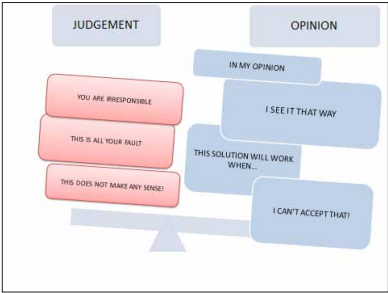 JUDGEMENT
OPINION
YOU ARE IRRESPONSIBLE
THIS IS ALL YOUR FAULT
THIS DOES NOT MAKE ANY SENSE!
IN MY OPINION
I SEE IT THAT WAY
THIS SOLUTION WILL WORK
WHEN...
I CAN'T ACCEPT THAT!